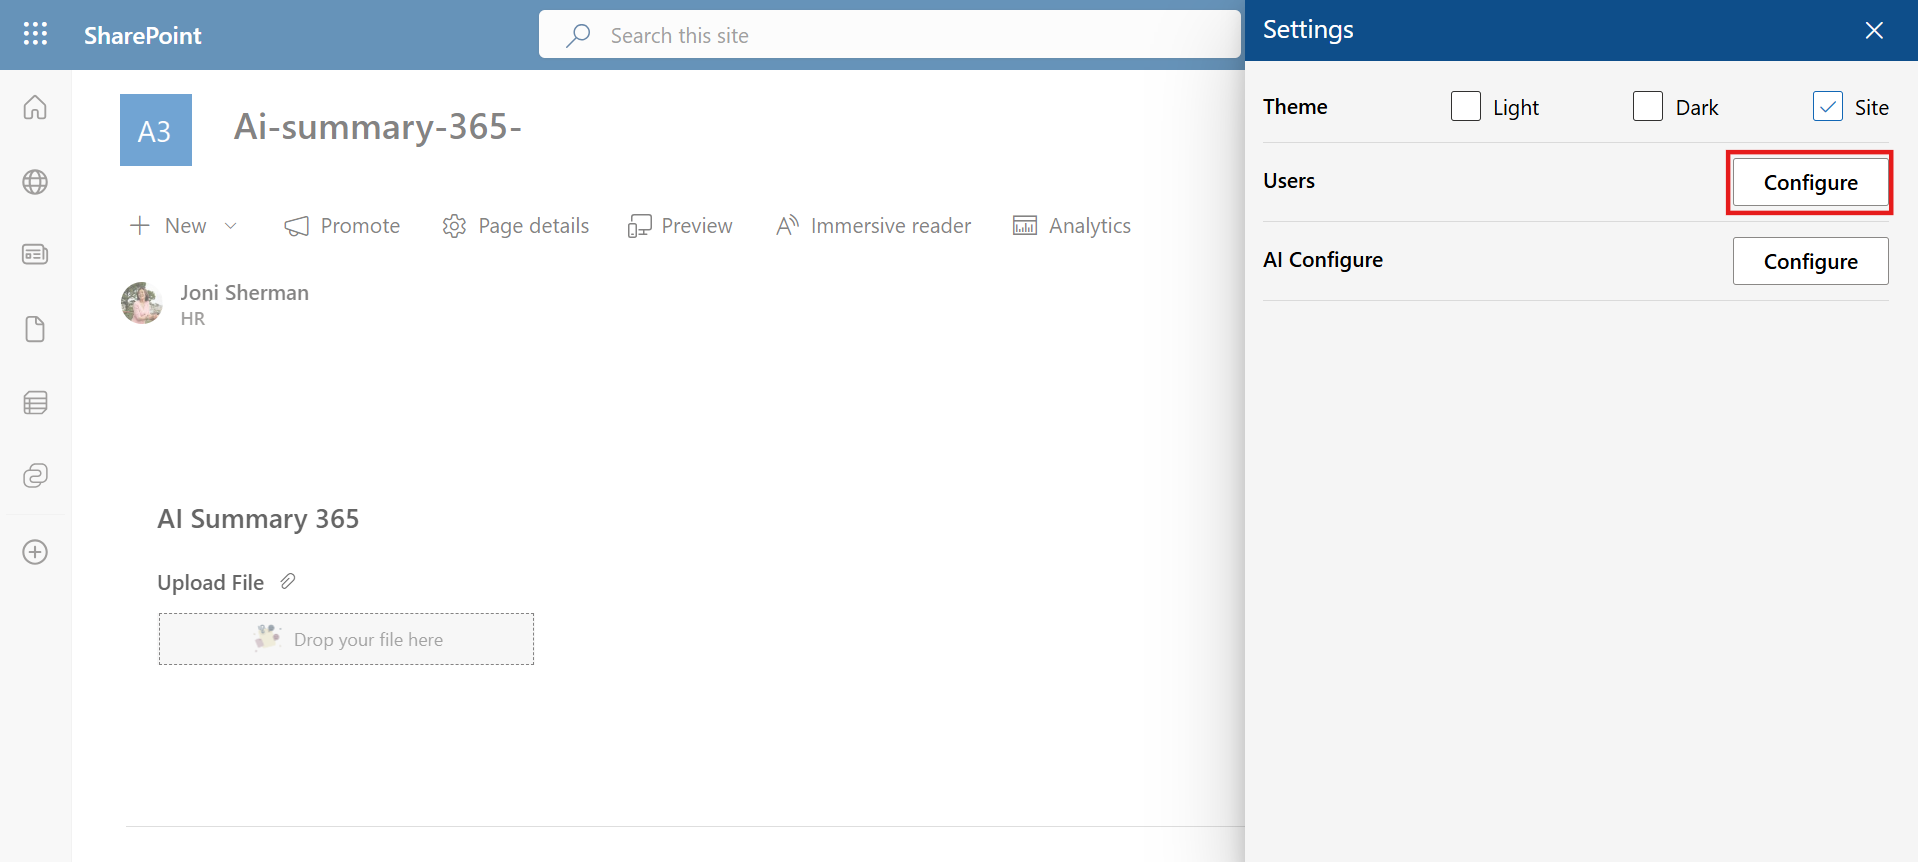 SharePoint
Search this site
A3
Ai-summary-365-
New
Promote
Page details
Preview
Immersive reader
Analytics
Joni Sherman
HR
AI Summary 365
Upload File
Drop your file here
Settings
Theme
Light
Dark
Site
Users
Configure
AI Configure
Configure